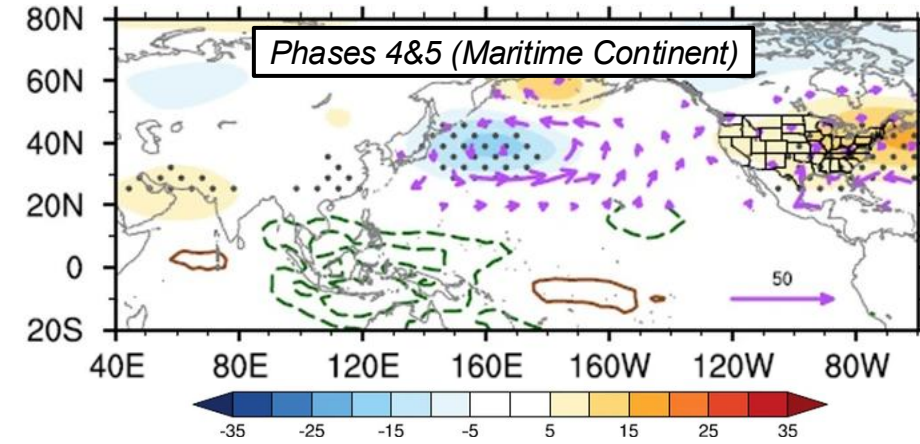 80N
Phases 4&5 (Maritime Continent)
60N
40N
20N
0
50
20S
40E 80E 120E 160E 160W 120W 80W
-35 -25 -15 -5 5 15 25 35